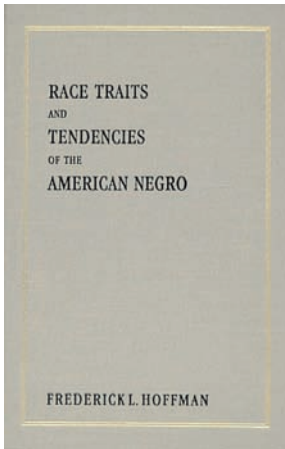 RACE TRAITS
AND
TENDENCIES
OF THE
AMERICAN NEGRO
FREDERICK L. HOFFMAN